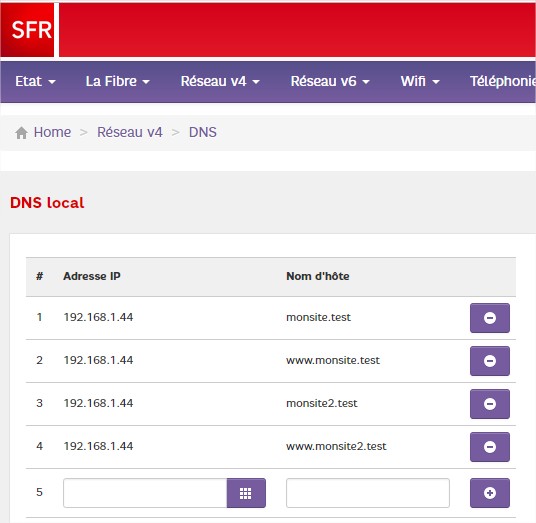 SFR
Etat La Fibre Réseau v4 Réseau v6 Wifi Téléphonie
Home > Réseau v4 > DNS
DNS local
# Adresse IP Nom d'hôte
1 192.168.1.44 monsite.test
2 192.168.1.44 www.monsite.test
3 192.168.1.44 monsite2.test
4 192.168.1.44 www.monsite2.test
5